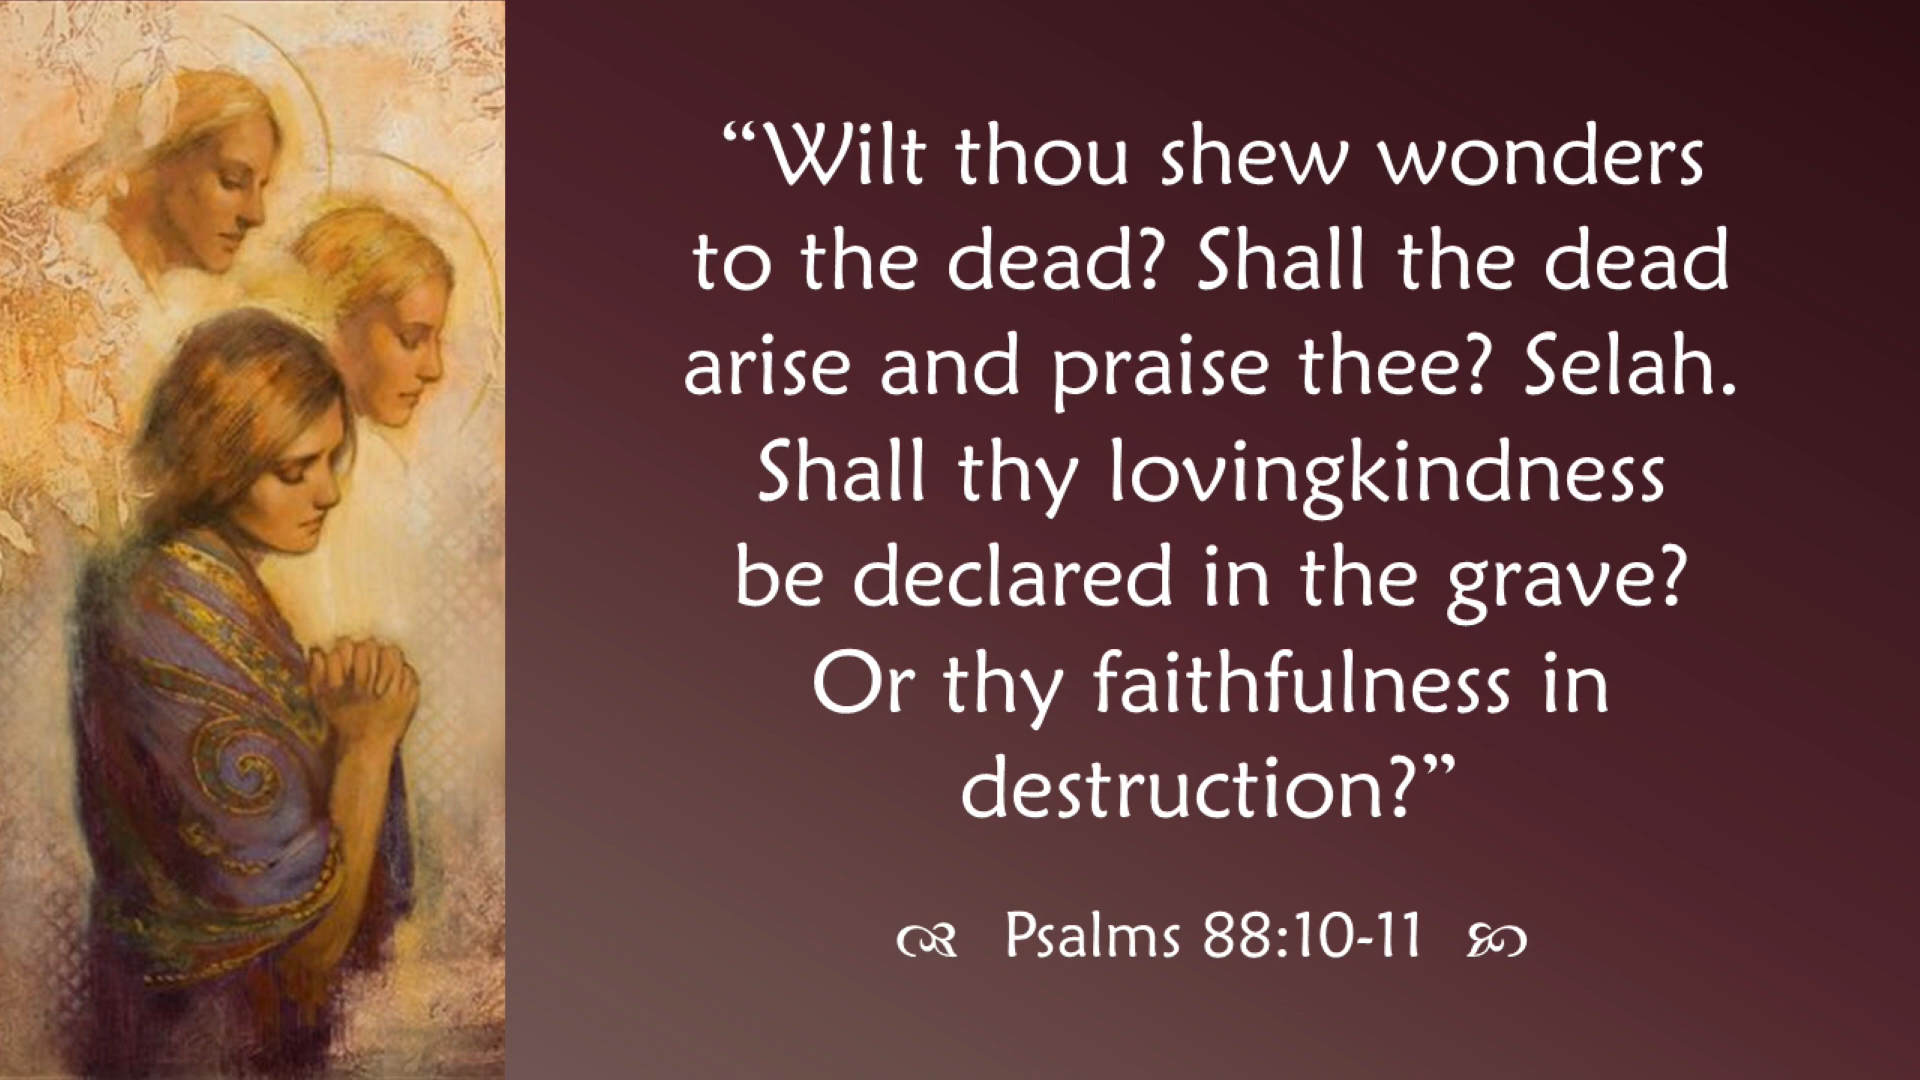 “Wilt thou shew wonders
to the dead? Shall the dead
arise and praise thee? Selah.
Shall thy lovingkindness
be declared in the grave?
Or thy faithfulness in
destruction?”
Psalms 88:10-11